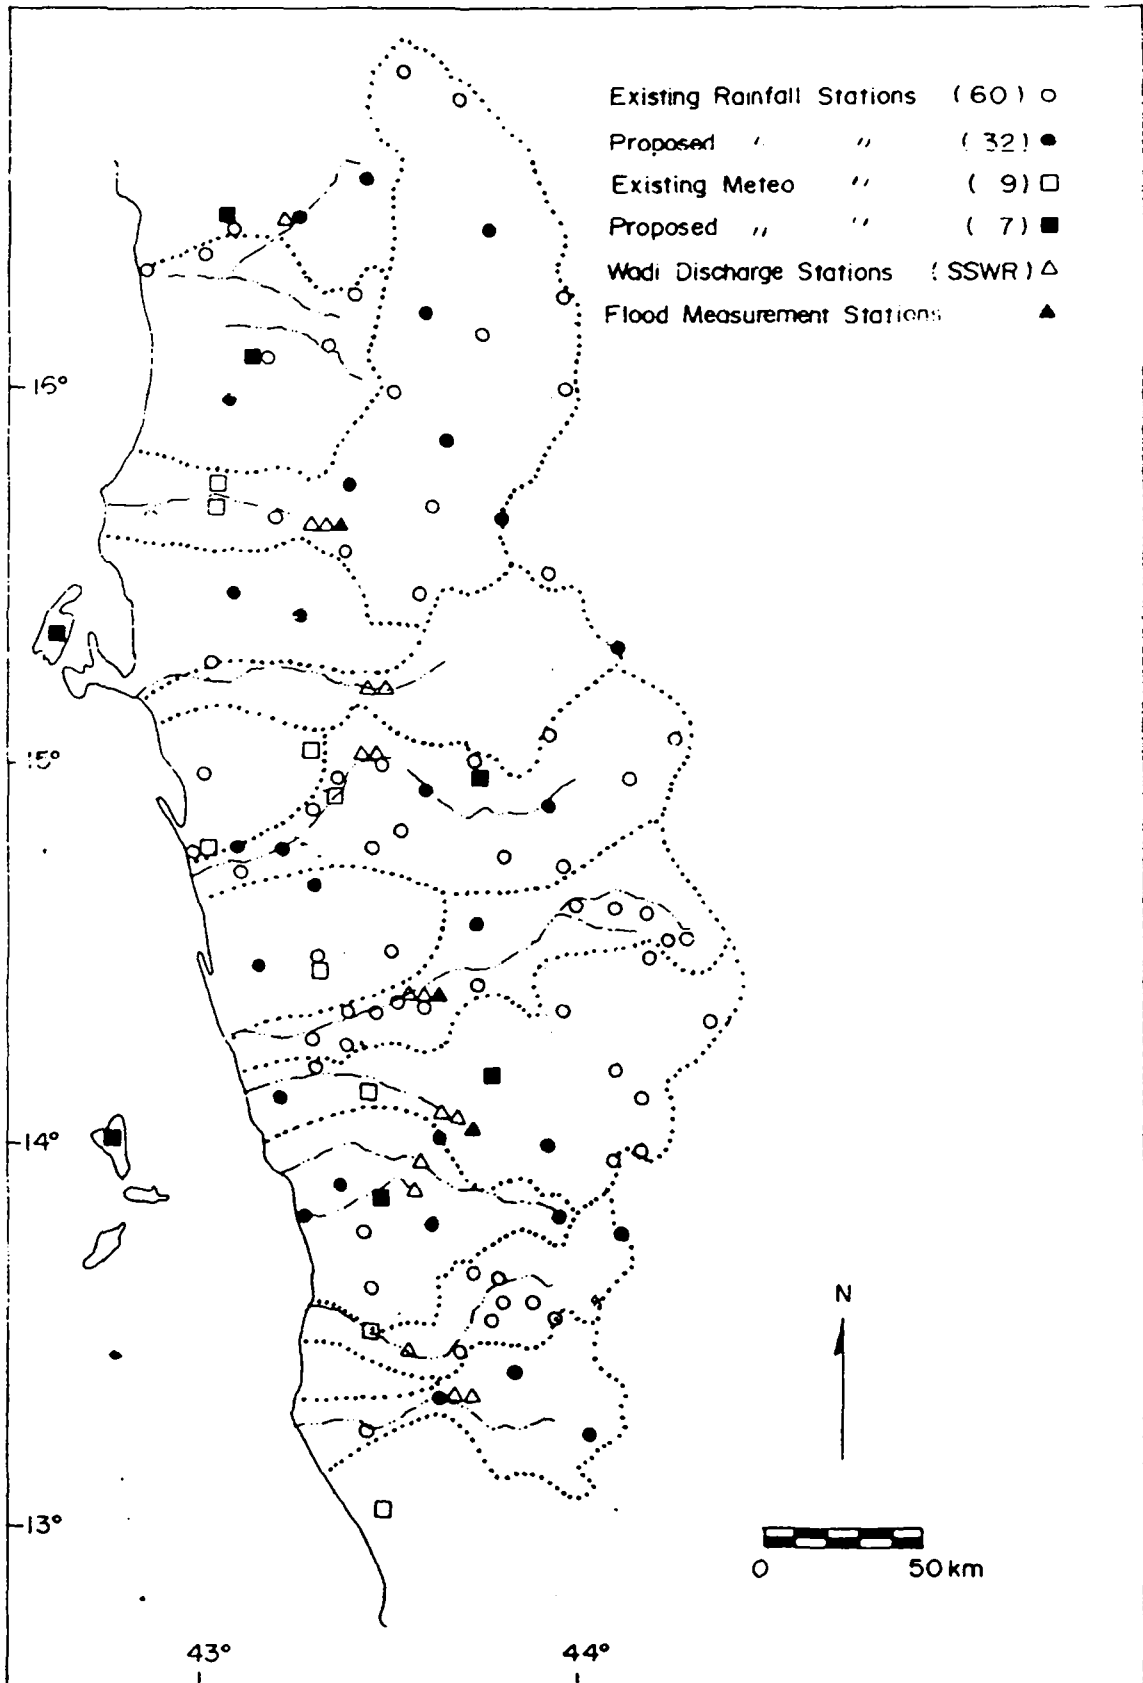 Existing Rainfall Stations (60) ○
Proposed " " (32) ●
Existing Meteo " (9) □
Proposed " " (7) ■
Wadi Discharge Stations (SSWR) △
Flood Measurement Stations ▲
16°
15°
14°
N
13°
0 50 km
43° 44°